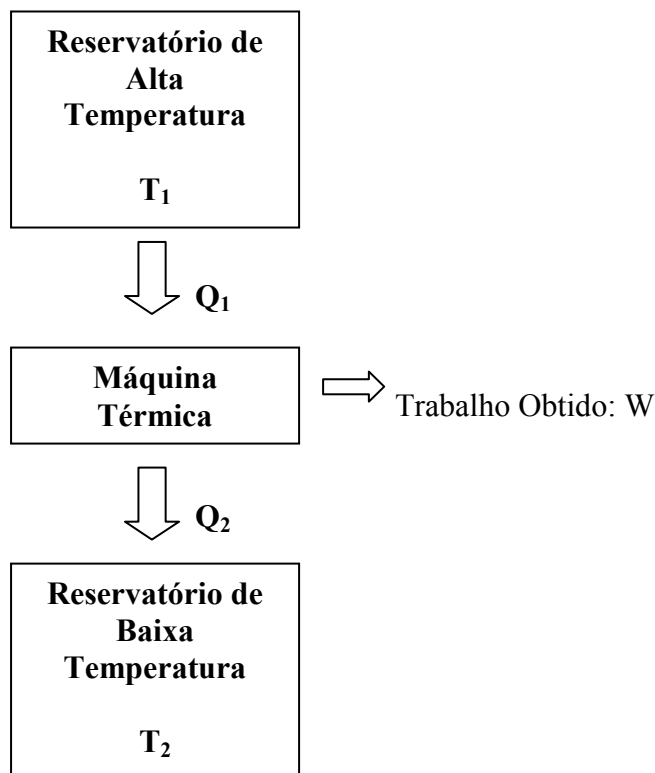 Reservatório de
Alta
Temperatura
T₁
Q₁
Máquina
Térmica
Trabalho Obtido: W
Q₂
Reservatório de
Baixa
Temperatura
T₂